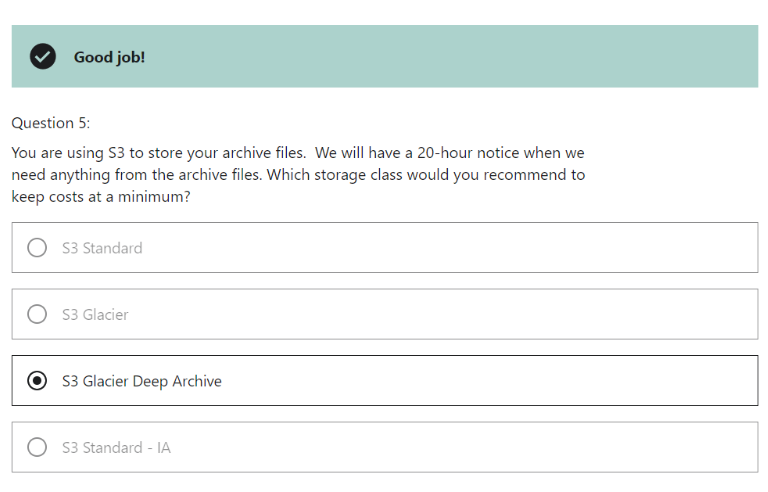 Good job!
Question 5:
You are using S3 to store your archive files.  We will have a 20-hour notice when we
need anything from the archive files. Which storage class would you recommend to
keep costs at a minimum?
S3 Standard
S3 Glacier
S3 Glacier Deep Archive
S3 Standard - IA